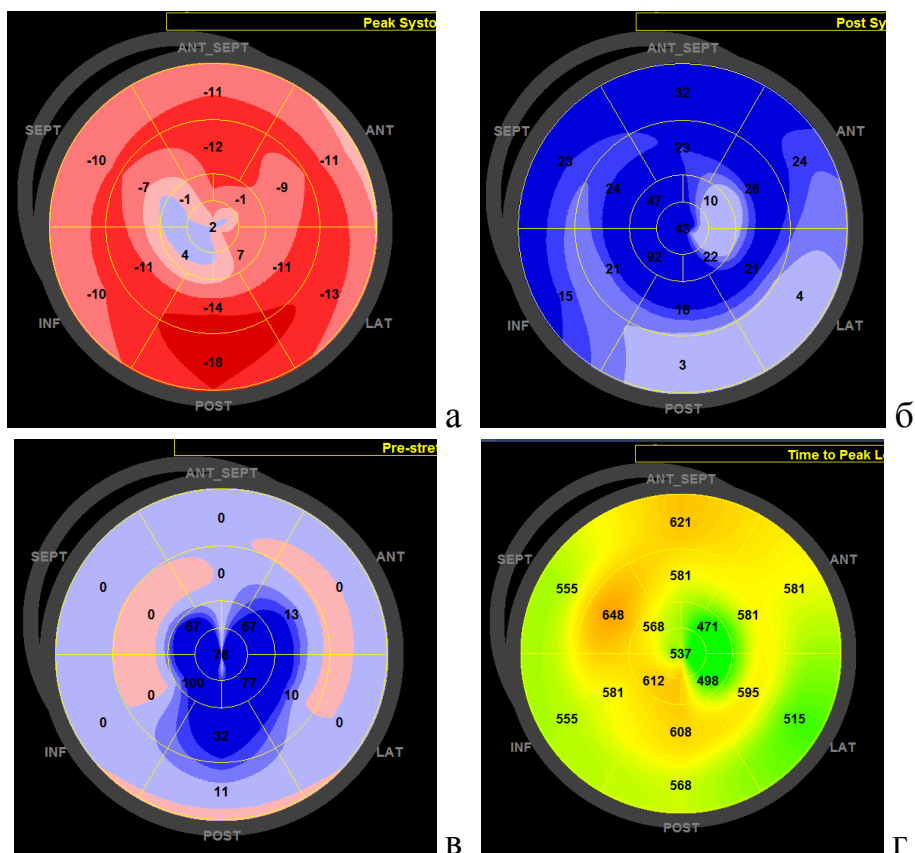 Peak Systo
ANT_SEPT
-11
SEPT
ANT
-12
-10
-11
-7
-9
-1
-1
2
4
7
-11
-11
-10
-13
-14
INF
LAT
-18
POST
а
Post Sy
ANT_SEPT
32
SEPT
ANT
23
23
24
24
26
47
10
43
92
22
21
21
15
4
18
INF
LAT
3
POST
б
Pre-stre
ANT_SEPT
0
SEPT
ANT
0
0
0
0
13
67
67
76
100
77
0
10
0
0
32
INF
LAT
11
POST
в
Time to Peak Lo
ANT_SEPT
621
SEPT
ANT
581
555
581
648
581
568
471
537
612
498
581
595
555
515
608
INF
LAT
568
POST
г